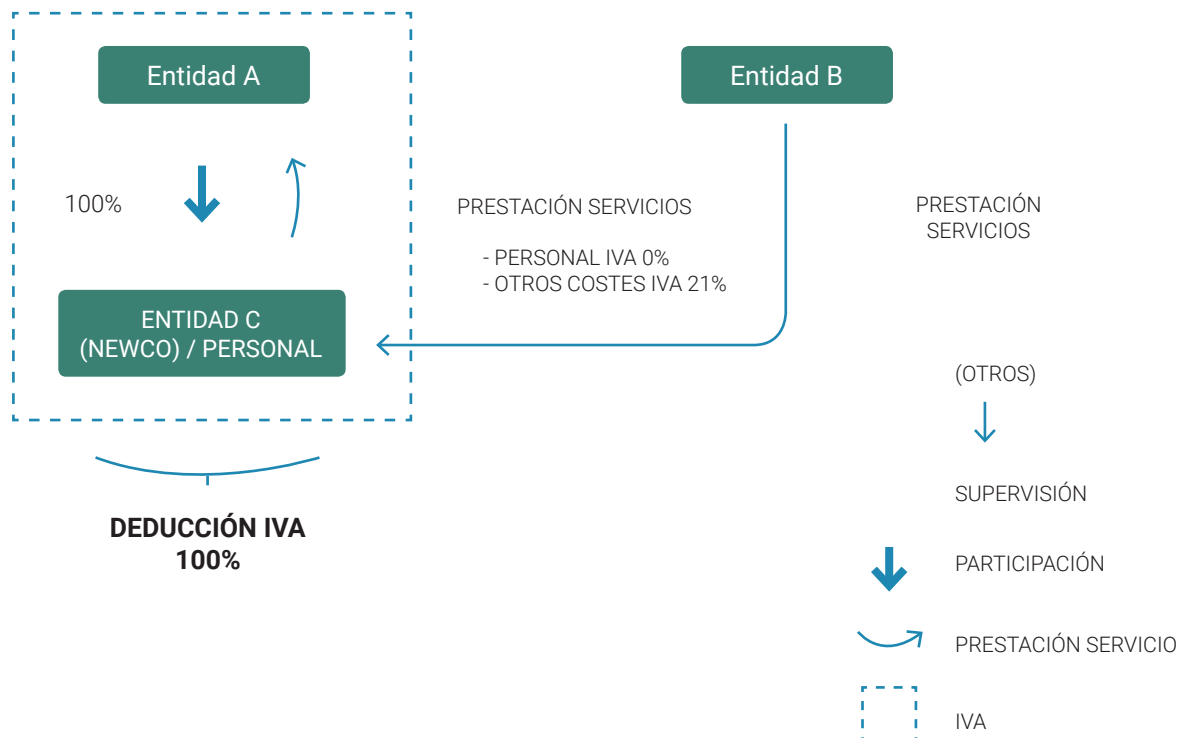 Entidad A
Entidad B
100%
PRESTACIÓN SERVICIOS
- PERSONAL IVA 0%
- OTROS COSTES IVA 21%
PRESTACIÓN
SERVICIOS
ENTIDAD C
(NEWCO) / PERSONAL
(OTROS)
SUPERVISIÓN
DEDUCCIÓN IVA
100%
PARTICIPACIÓN
PRESTACIÓN SERVICIO
IVA